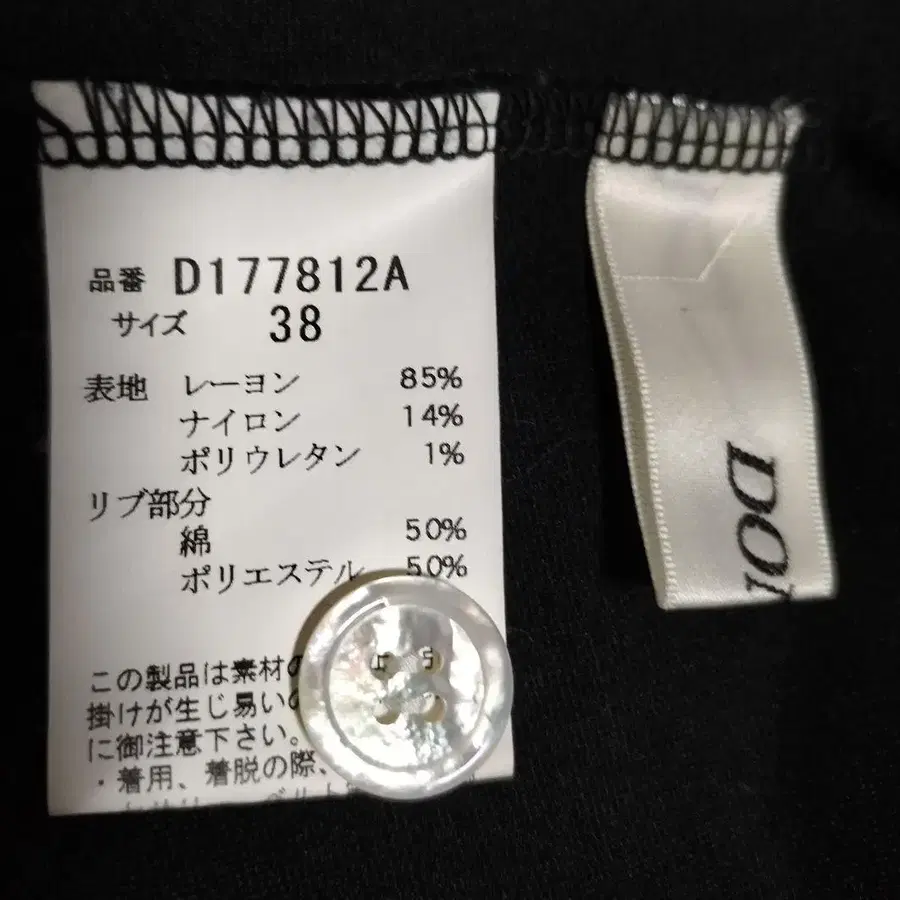 品番 D177812A
サイズ 38
表地 レーヨン 85%
ナイロン 14%
ポリウレタン 1%
リブ部分
綿 50%
ポリエステル 50%
この製品は素材の
掛けが生じ易いの
に御注意下さい。
・着用、着脱の際、
DO